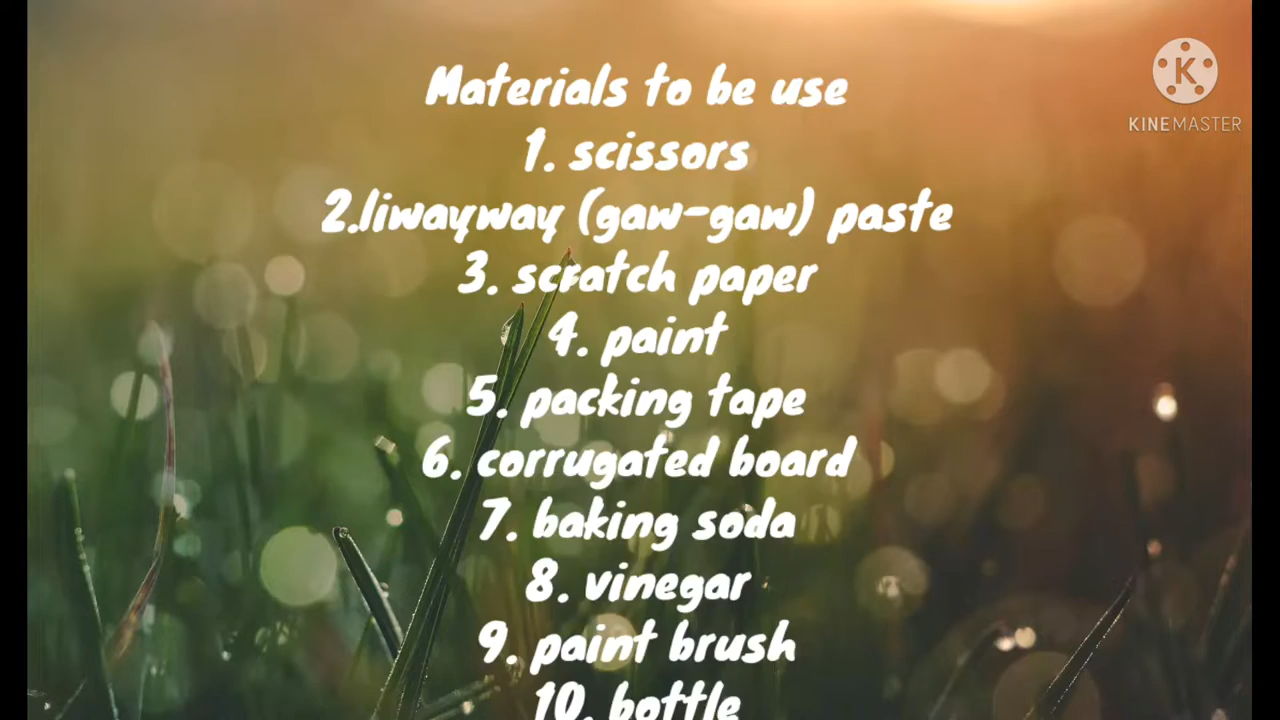 Materials to be use
1. scissors
2.liwayway (gaw-gaw) paste
3. scratch paper
4. paint
5. packing tape
6. corrugated board
7. baking soda
8. vinegar
9. paint brush
10. bottle
K
KINEMASTER